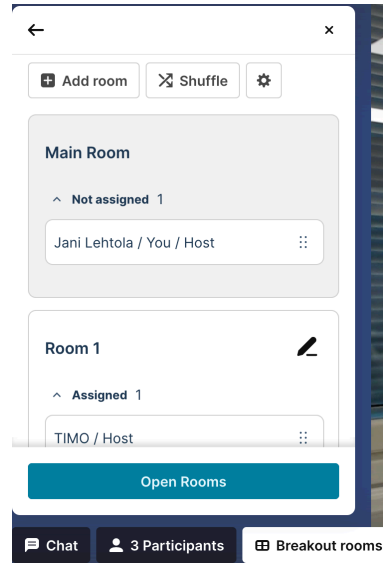 Add room
Shuffle
Main Room
Not assigned 1
Jani Lehtola / You / Host
Room 1
Assigned 1
TIMO / Host
Open Rooms
Chat
3 Participants
Breakout rooms